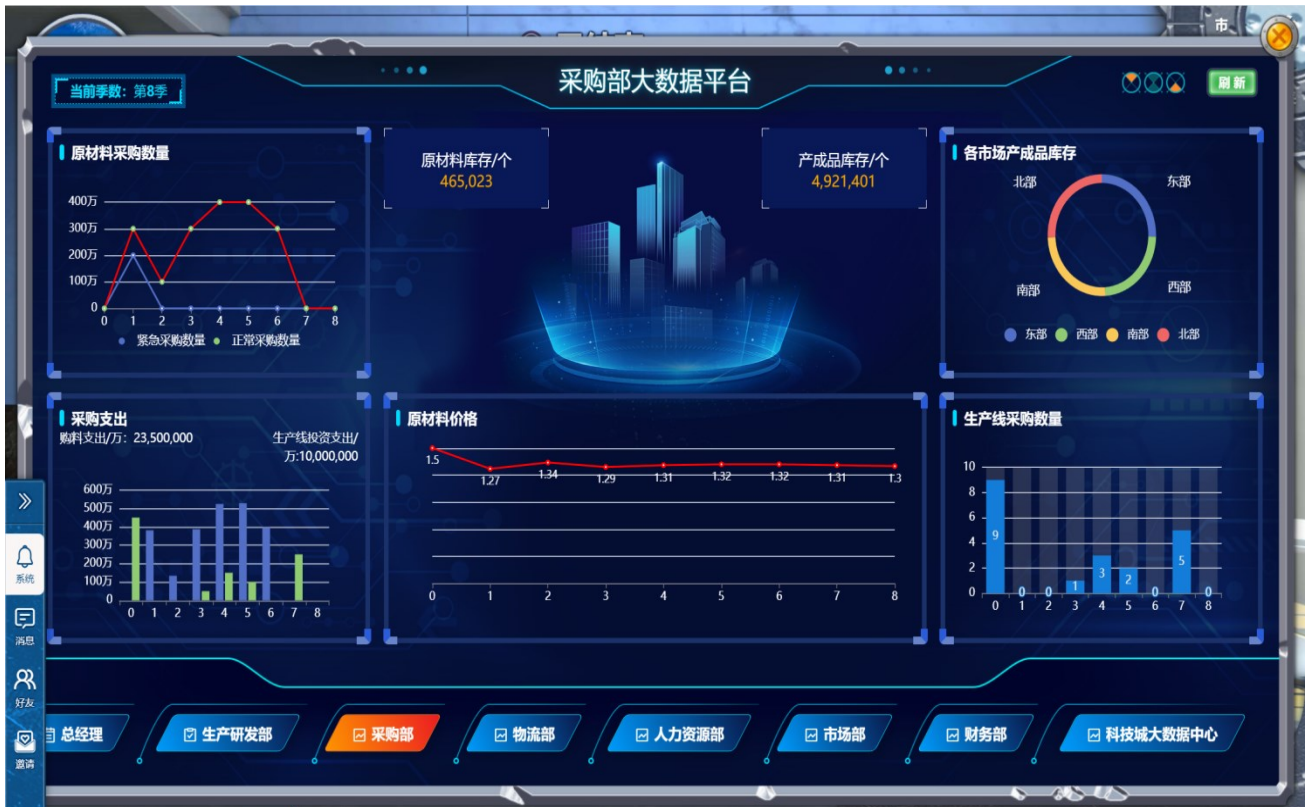 市
当前季数：第8季
采购部大数据平台
刷新
原材料采购数量
400万
300万
200万
100万
0
0 1 2 3 4 5 6 7 8
紧急采购数量 正常采购数量
原材料库存/个
465,023
产成品库存/个
4,921,401
各市场产成品库存
北部 东部
南部 西部
东部 西部 南部 北部
采购支出
购料支出/万：23,500,000
生产线投资支出/
万:10,000,000
600万
500万
400万
300万
200万
100万
0
0 1 2 3 4 5 6 7 8
原材料价格
1.5 1.27 1.34 1.29 1.31 1.32 1.32 1.31 1.3
0 1 2 3 4 5 6 7 8
生产线采购数量
10
8
6
4
2
0
9 0 0 1 3 2 0 5 0
0 1 2 3 4 5 6 7 8
系统
消息
好友
邀请
总经理 生产研发部 采购部 物流部 人力资源部 市场部 财务部 科技城大数据中心